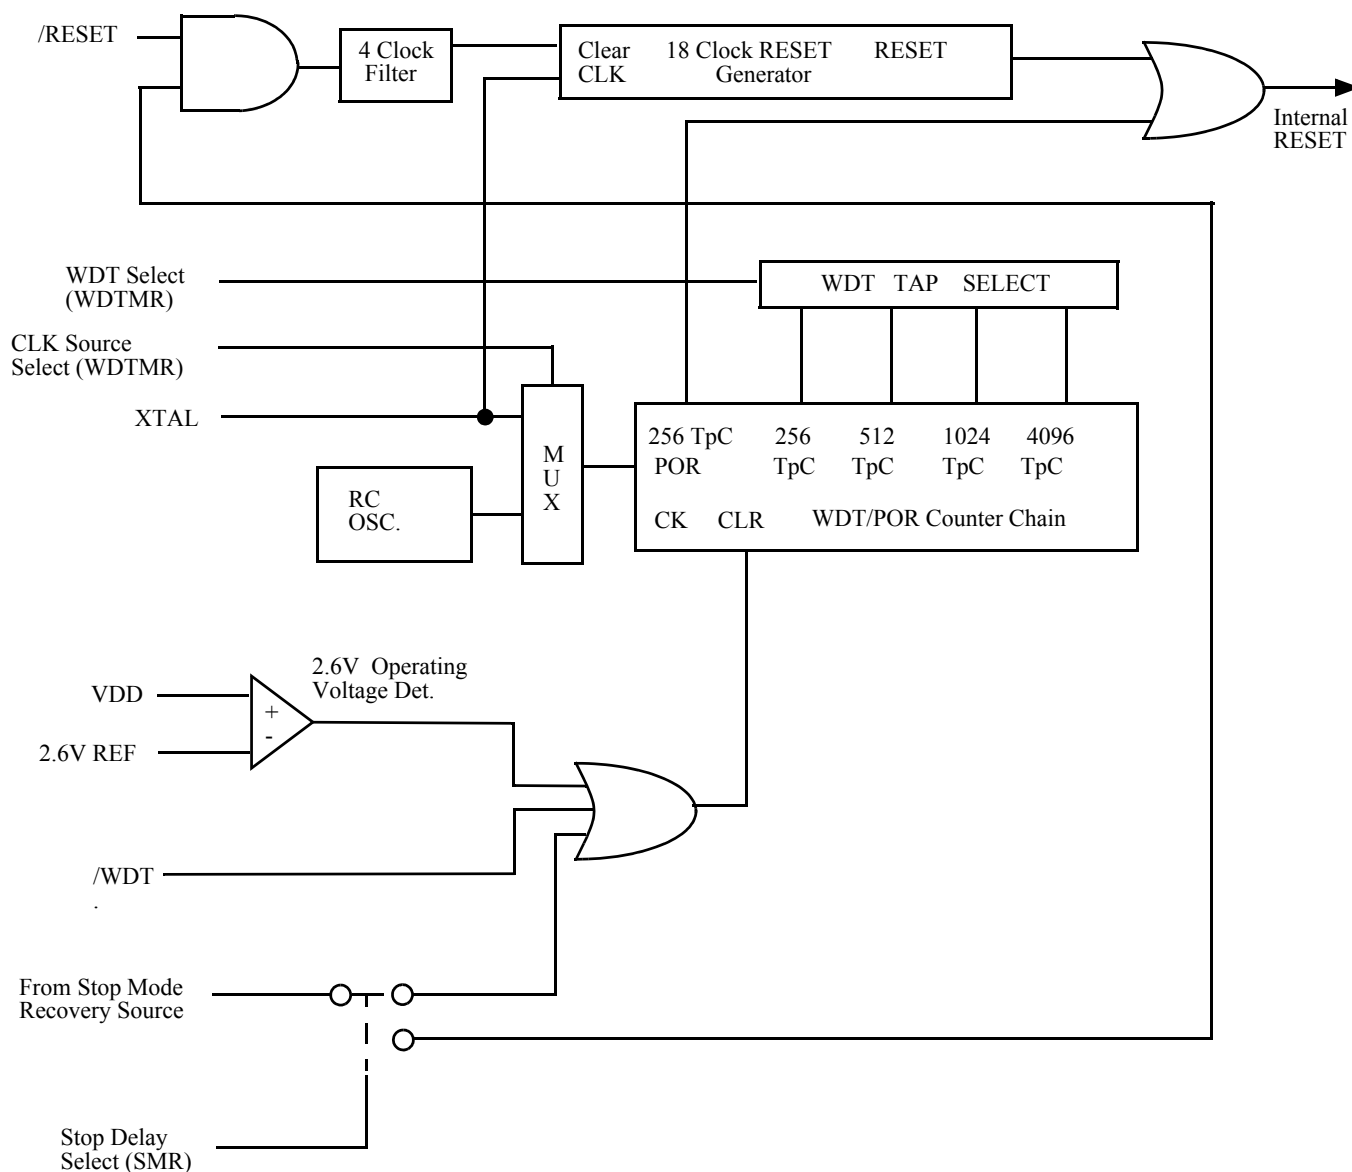 /RESET
4 Clock
Filter
Clear 18 Clock RESET RESET
CLK Generator
Internal
RESET
WDT Select
(WDTMR)
WDT TAP SELECT
CLK Source
Select (WDTMR)
XTAL
M
U
X
256 TpC 256 512 1024 4096
POR TpC TpC TpC TpC
RC
OSC.
CK CLR WDT/POR Counter Chain
2.6V Operating
Voltage Det.
VDD
+
-
2.6V REF
/WDT
.
From Stop Mode
Recovery Source
Stop Delay
Select (SMR)